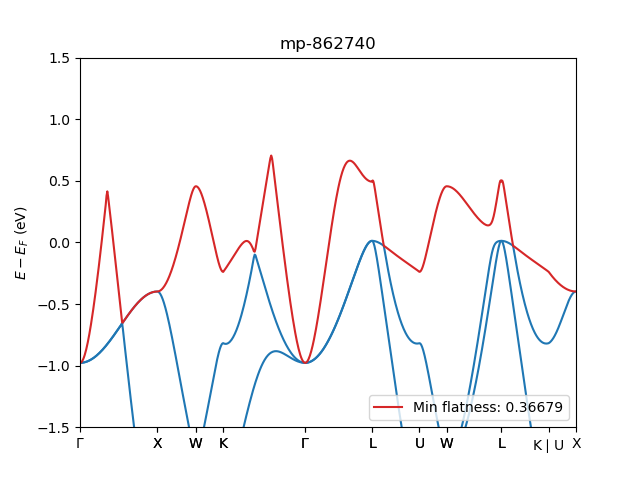 mp-862740
1.5
1.0
0.5
0.0
−0.5
−1.0
−1.5
E − E_F (eV)
Min flatness: 0.36679
Γ X W K Γ L U W L K | U X